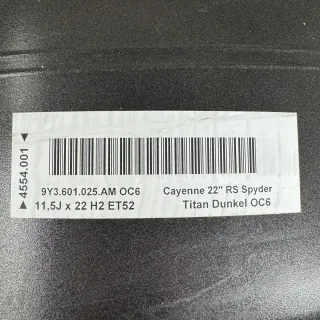 ◄ 4554.001 ►
9Y3.601.025.AM OC6 Cayenne 22" RS Spyder
11,5J x 22 H2 ET52 Titan Dunkel OC6